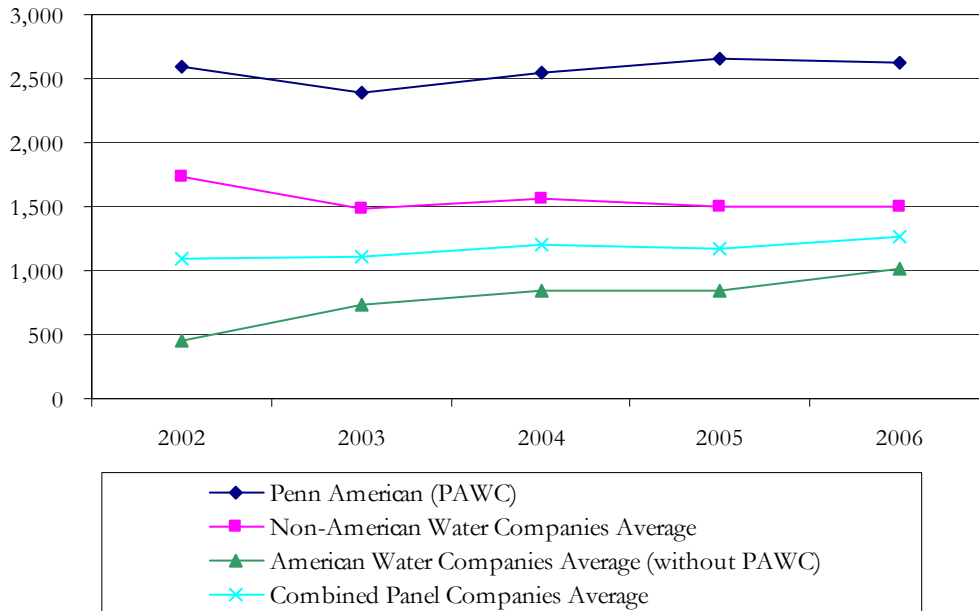 3,000
2,500
2,000
1,500
1,000
500
0
2002 2003 2004 2005 2006
Penn American (PAWC)
Non-American Water Companies Average
American Water Companies Average (without PAWC)
Combined Panel Companies Average